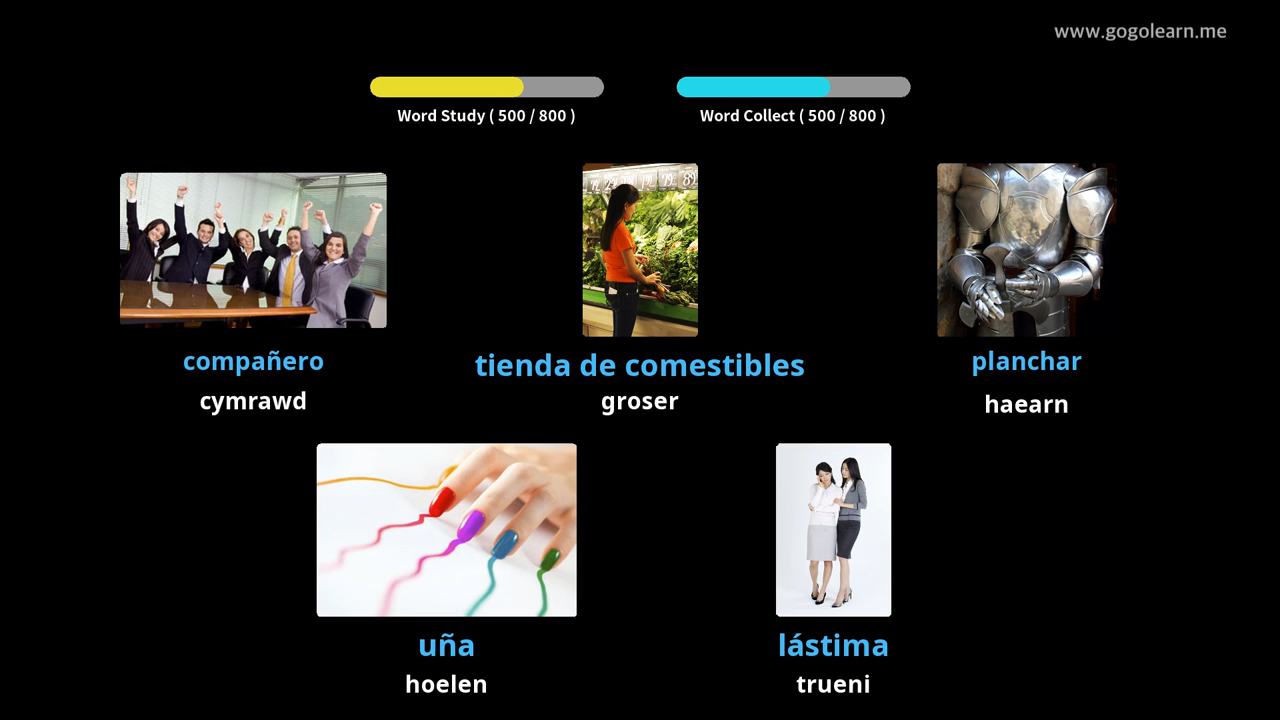 www.gogolearn.me
Word Study ( 500 / 800 )
Word Collect ( 500 / 800 )
compañero
cymrawd
tienda de comestibles
groser
planchar
haearn
uña
hoelen
lástima
trueni